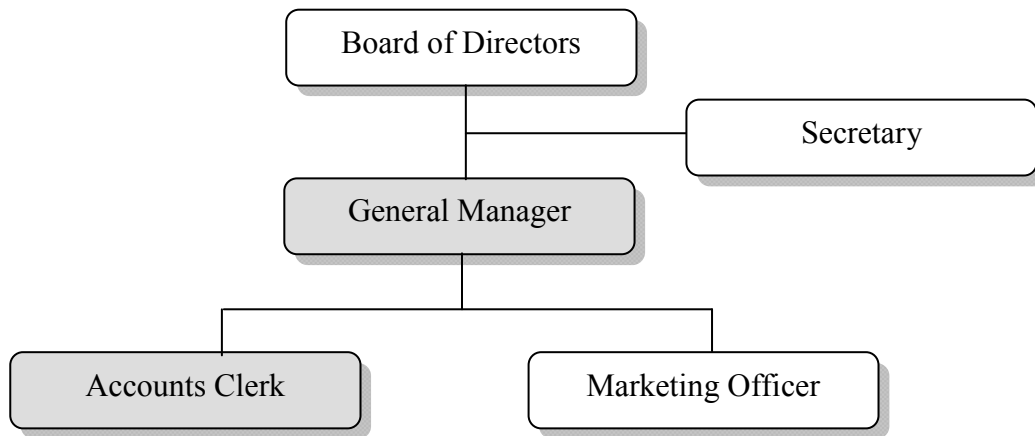 Board of Directors
Secretary
General Manager
Accounts Clerk
Marketing Officer